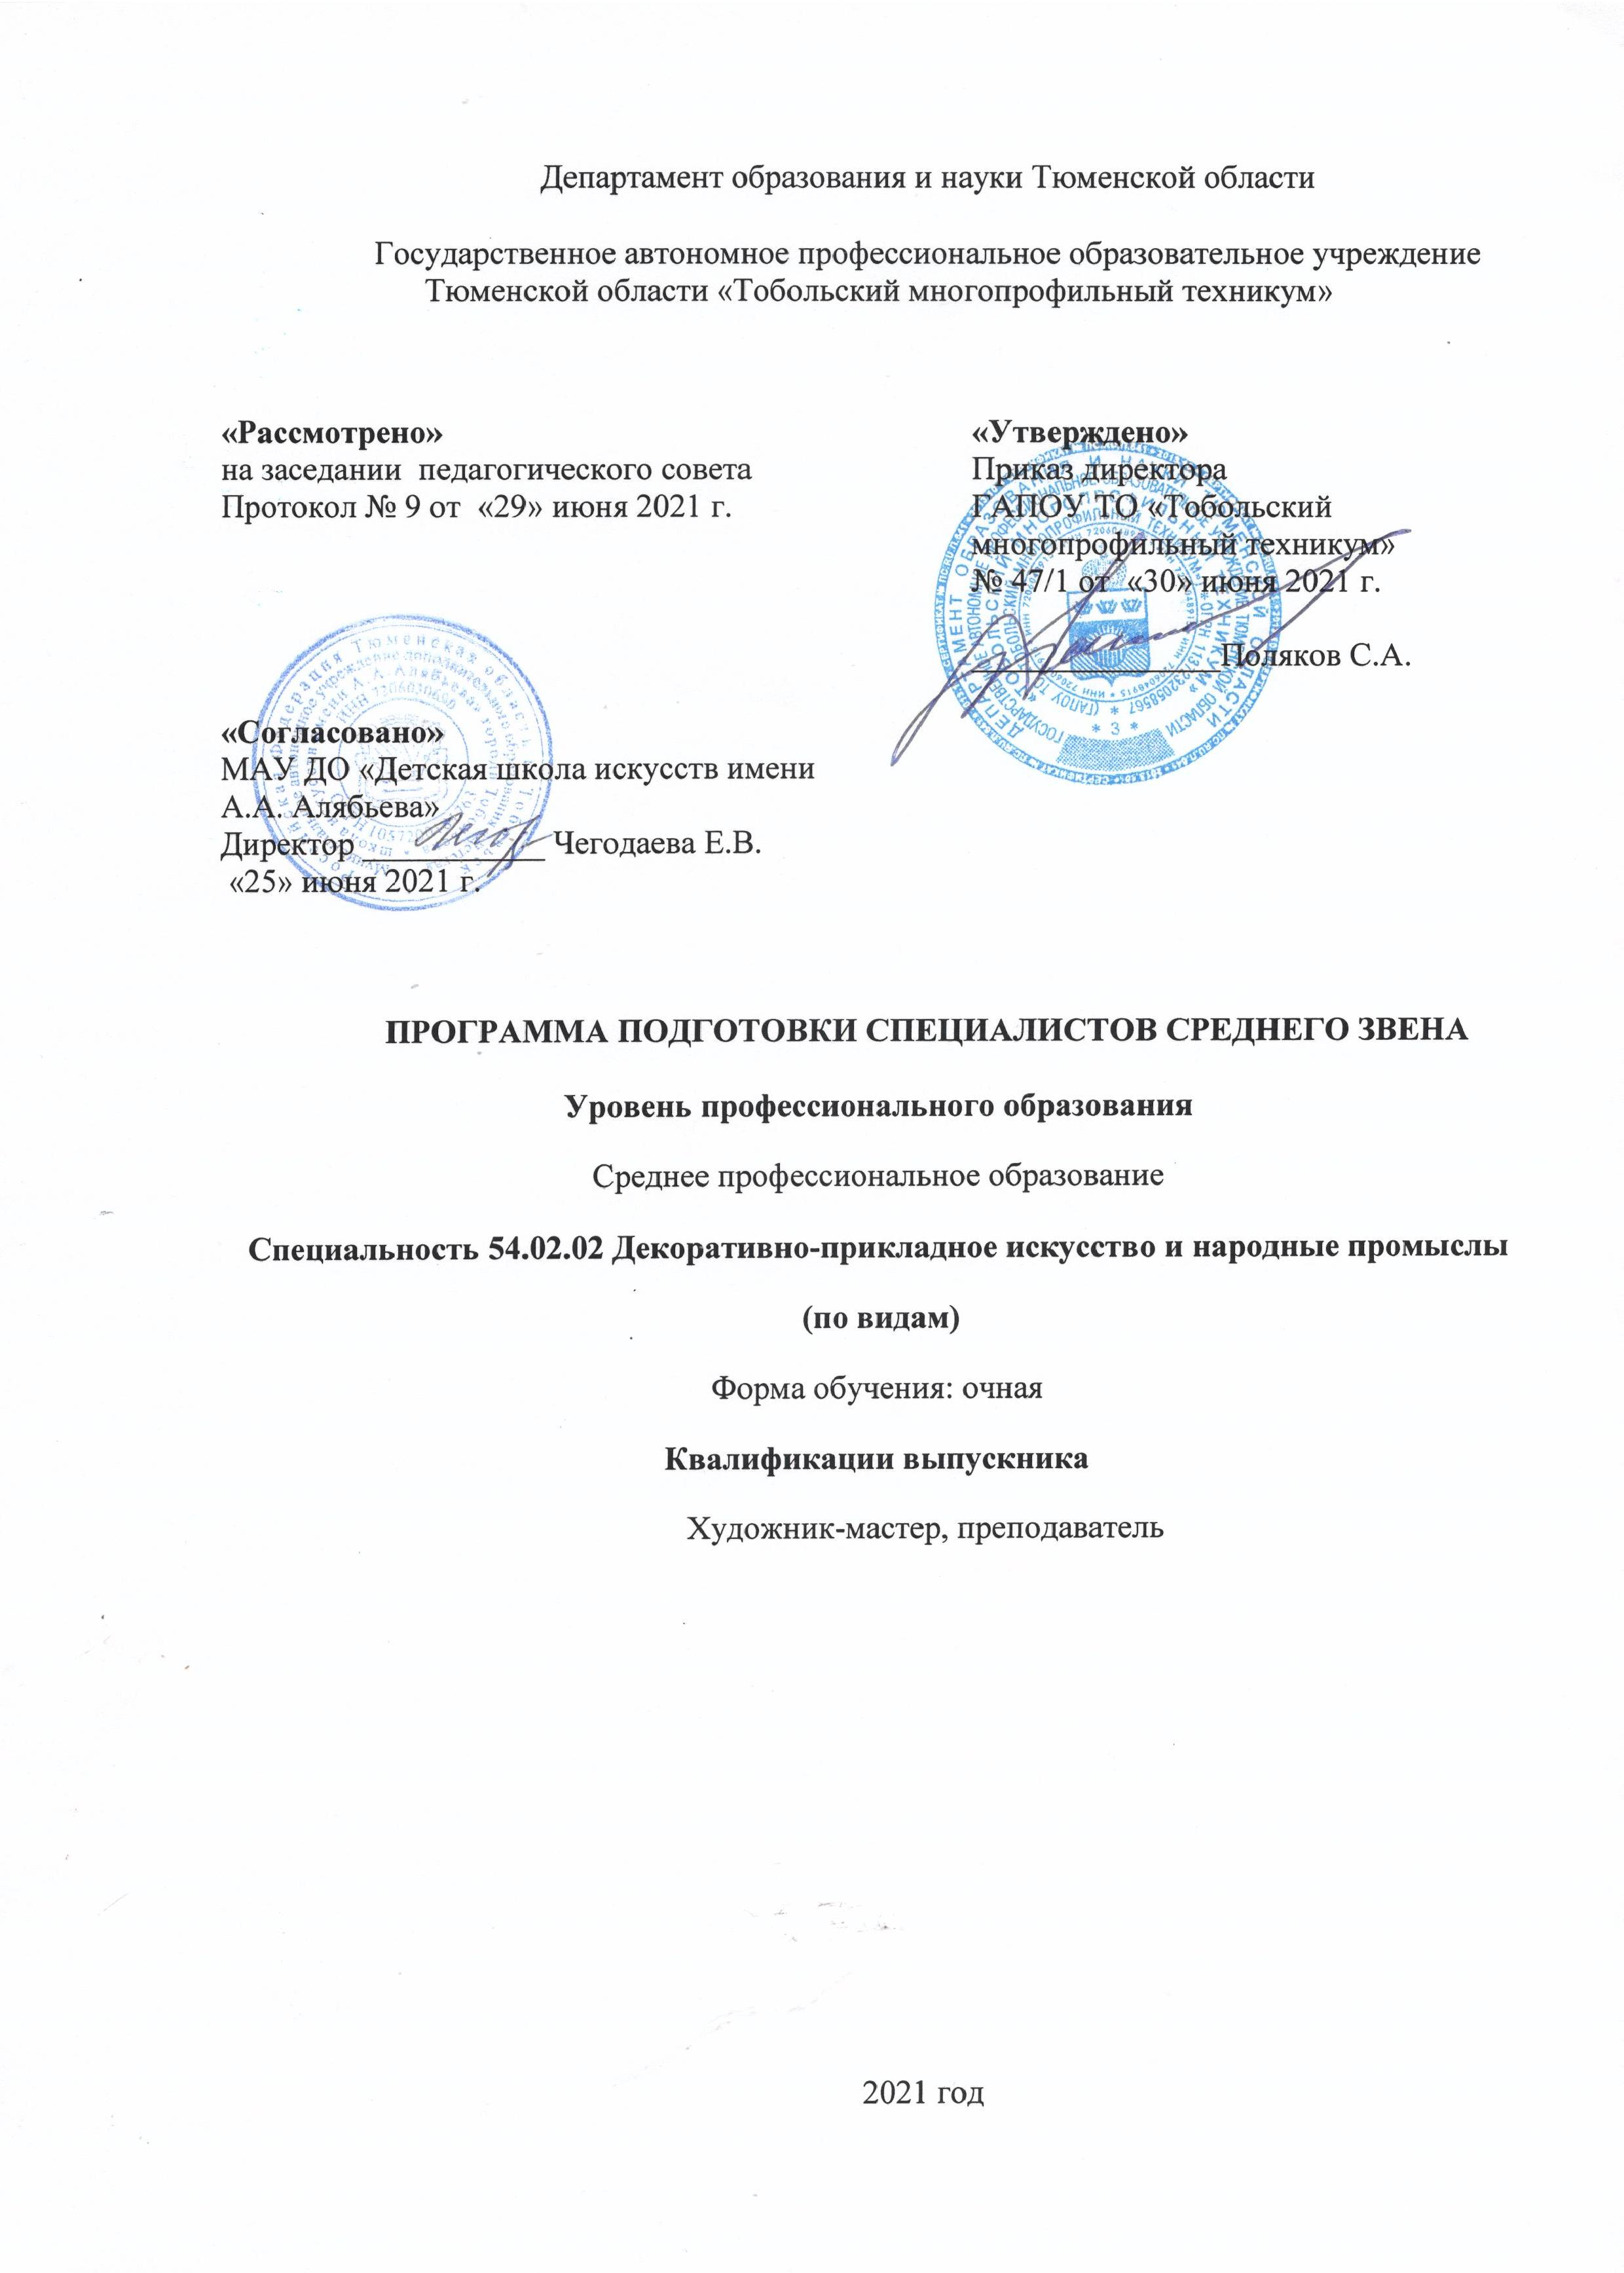 Департамент образования и науки Тюменской области
Государственное автономное профессиональное образовательное учреждение
Тюменской области «Тобольский многопрофильный техникум»
«Рассмотрено»
на заседании педагогического совета
Протокол № 9 от «29» июня 2021 г.
«Утверждено»
Приказ директора
ГАПОУ ТО «Тобольский
многопрофильный техникум»
№ 47/1 от «30» июня 2021 г.
Поляков С.А.
«Согласовано»
МАУ ДО «Детская школа искусств имени
А.А. Алябьева»
Директор ____________ Чегодаева Е.В.
«25» июня 2021 г.
ПРОГРАММА ПОДГОТОВКИ СПЕЦИАЛИСТОВ СРЕДНЕГО ЗВЕНА
Уровень профессионального образования
Среднее профессиональное образование
Специальность 54.02.02 Декоративно-прикладное искусство и народные промыслы
(по видам)
Форма обучения: очная
Квалификации выпускника
Художник-мастер, преподаватель
2021 год